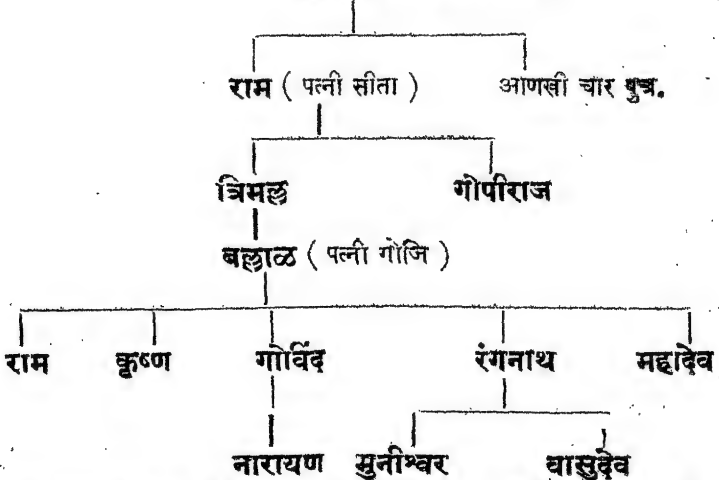 राम ( पत्नी सीता ) आणखी चार पुत्र.
त्रिमल्ल गोपीराज
बल्लाळ ( पत्नी गोजि )
राम कृष्ण गोविंद रंगनाथ महादेव
नारायण मुनीश्वर वासुदेव